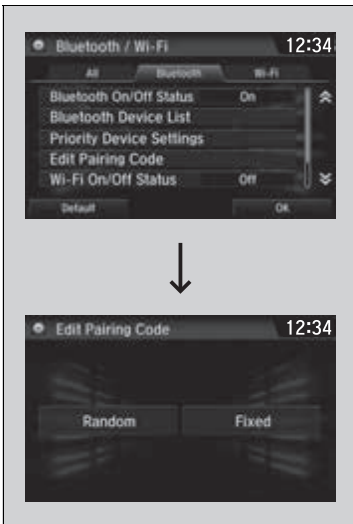 Bluetooth / Wi-Fi 12:34
All Bluetooth Wi-Fi
Bluetooth On/Off Status On
Bluetooth Device List
Priority Device Settings
Edit Pairing Code
Wi-Fi On/Off Status Off
Default OK
Edit Pairing Code 12:34
Random Fixed